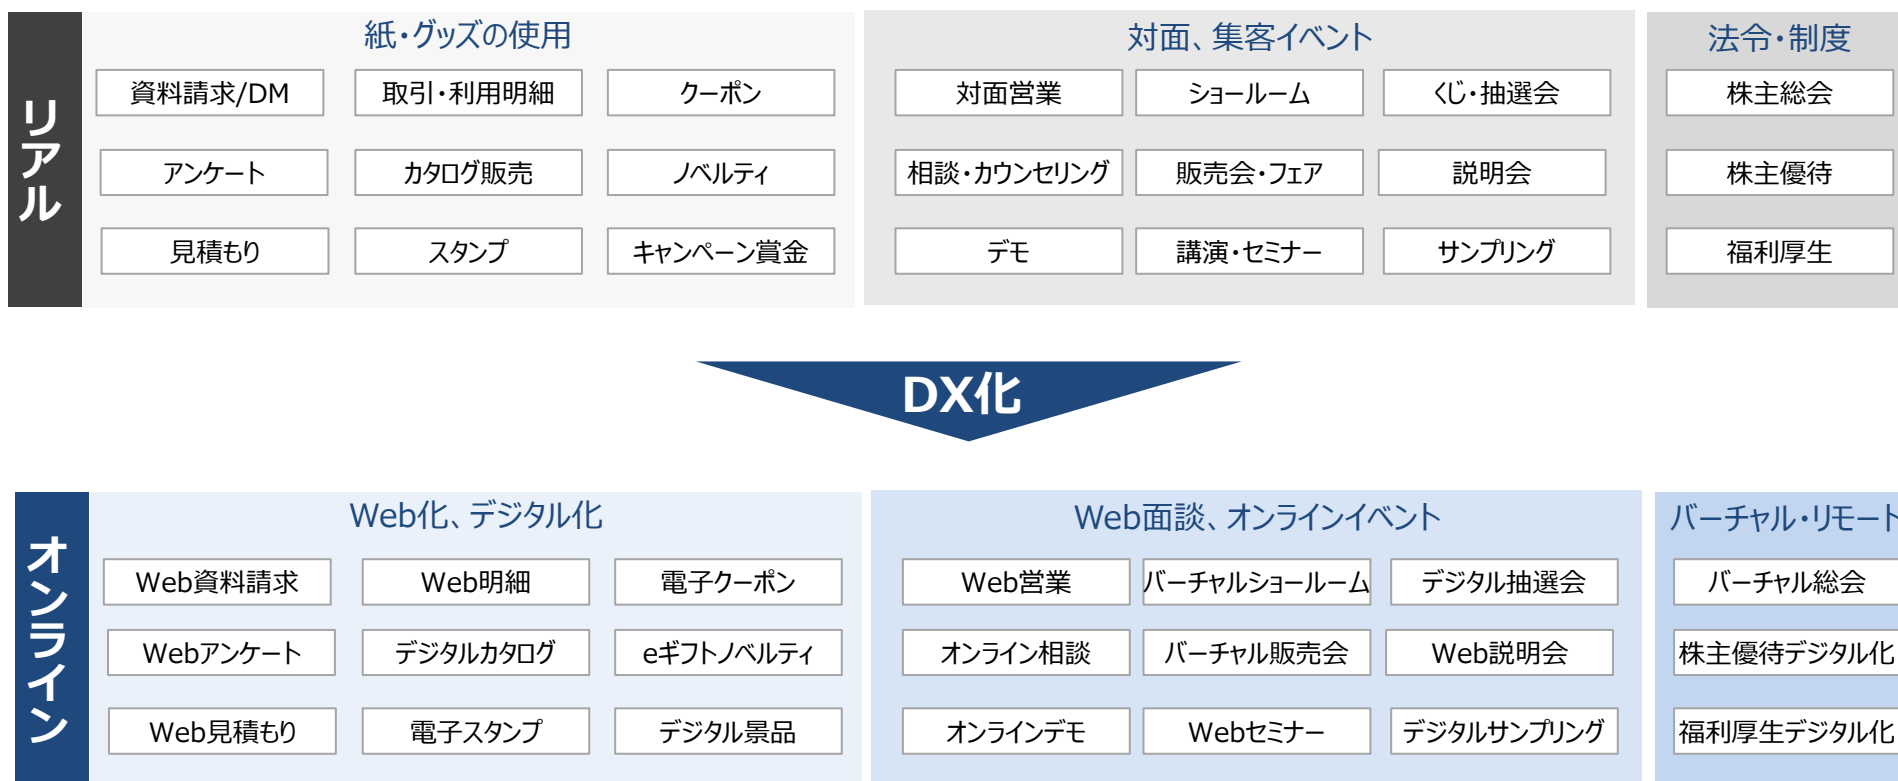 リアル
紙・グッズの使用
資料請求/DM
取引・利用明細
クーポン
アンケート
カタログ販売
ノベルティ
見積もり
スタンプ
キャンペーン賞金
対面、集客イベント
対面営業
ショールーム
くじ・抽選会
相談・カウンセリング
販売会・フェア
説明会
デモ
講演・セミナー
サンプリング
法令・制度
株主総会
株主優待
福利厚生
DX化
オンライン
Web化、デジタル化
Web資料請求
Web明細
電子クーポン
Webアンケート
デジタルカタログ
eギフトノベルティ
Web見積もり
電子スタンプ
デジタル景品
Web面談、オンラインイベント
Web営業
バーチャルショールーム
デジタル抽選会
オンライン相談
バーチャル販売会
Web説明会
オンラインデモ
Webセミナー
デジタルサンプリング
バーチャル・リモート
バーチャル総会
株主優待デジタル化
福利厚生デジタル化